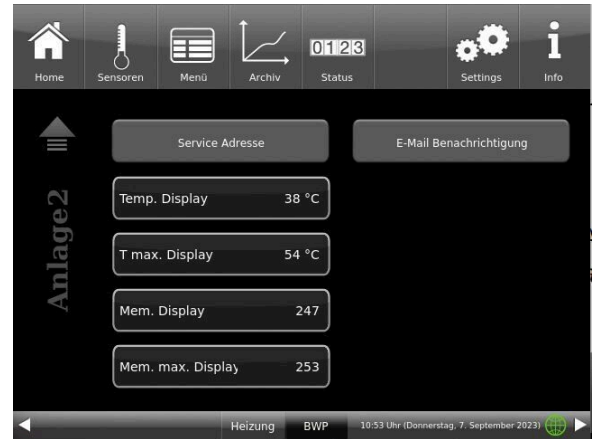 0123
Home Sensoren Menü Archiv Status Settings Info
Service Adresse E-Mail Benachrichtigung
Anlage2
Temp. Display 38 °C
T max. Display 54 °C
Mem. Display 247
Mem. max. Display 253
Heizung BWP 10:53 Uhr (Donnerstag, 7. September 2023)